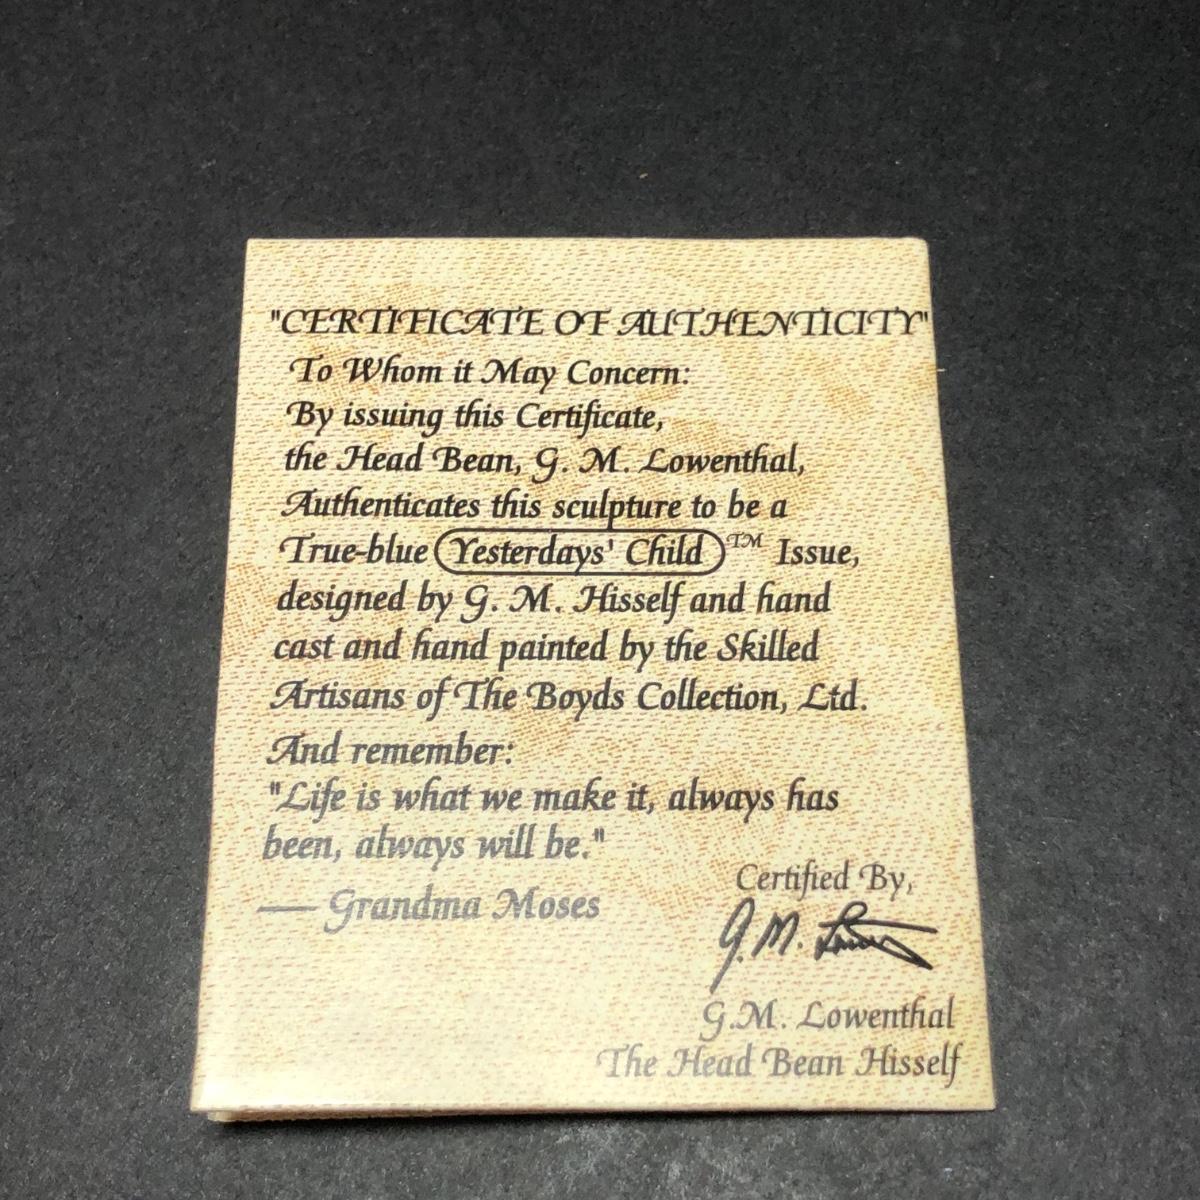 "CERTIFICATE OF AUTHENTICITY"
To Whom it May Concern:
By issuing this Certificate,
the Head Bean, G. M. Lowenthal,
Authenticates this sculpture to be a
True-blue Yesterdays' Child™ Issue,
designed by G. M. Hisself and hand
cast and hand painted by the Skilled
Artisans of The Boyds Collection, Ltd.
And remember:
"Life is what we make it, always has
been, always will be."
— Grandma Moses
Certified By,
G.M. Lowenthal
G.M. Lowenthal
The Head Bean Hisself